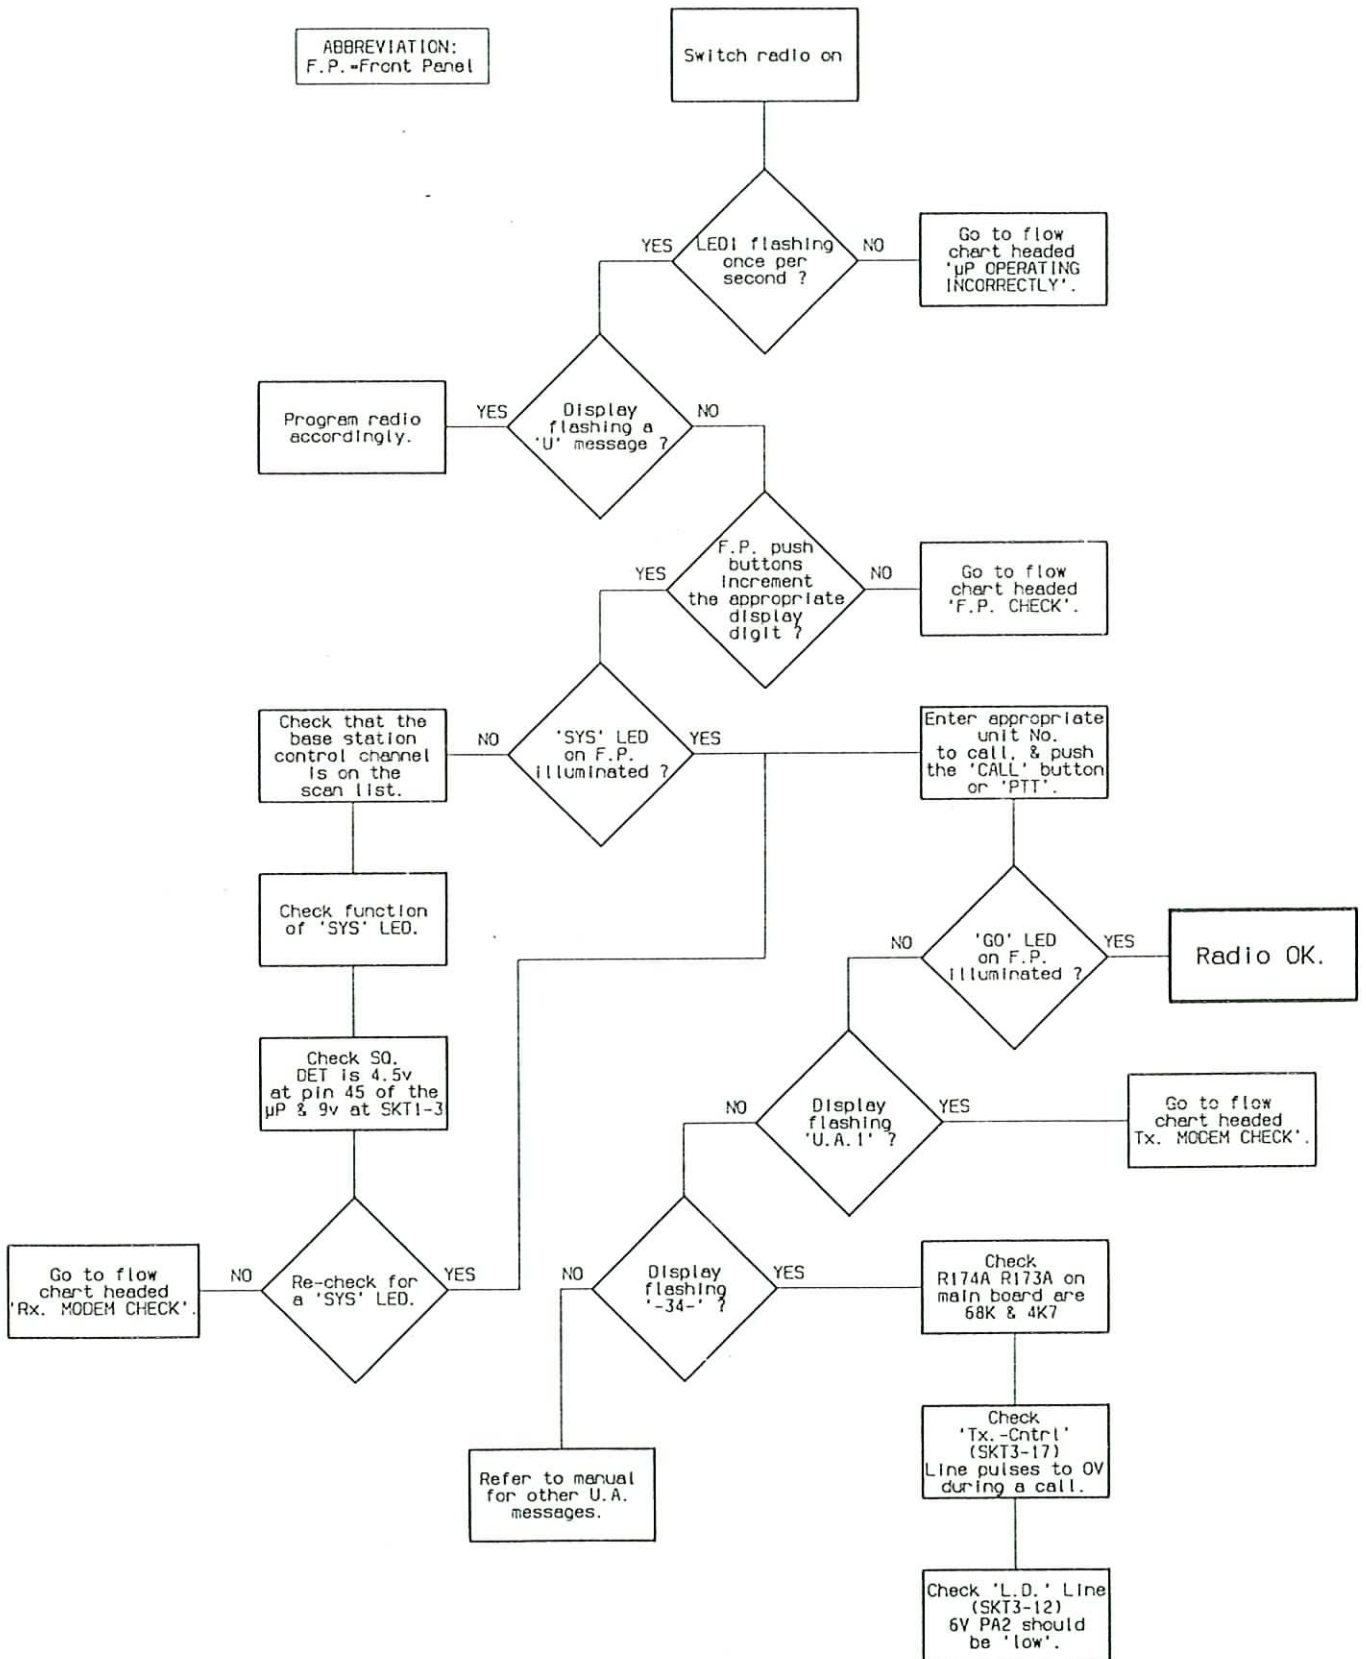 ABBREVIATION:
F.P.=Front Panel
Switch radio on
LED1 flashing
once per
second ?
YES
NO
Go to flow
chart headed
'µP OPERATING
INCORRECTLY'.
Display
flashing a
'U' message ?
YES
NO
Program radio
accordingly.
F.P. push
buttons
increment
the appropriate
display
digit ?
YES
NO
Go to flow
chart headed
'F.P. CHECK'.
'SYS' LED
on F.P.
illuminated ?
NO
YES
Check that the
base station
control channel
is on the
scan list.
Enter appropriate
unit No.
to call, & push
the 'CALL' button
or 'PTT'.
Check function
of 'SYS' LED.
'GO' LED
on F.P.
illuminated ?
NO
YES
Radio OK.
Check SQ.
DET is 4.5v
at pin 45 of the
µP & 9v at SKT1-3
Display
flashing
'U.A.1' ?
NO
YES
Go to flow
chart headed
Tx. MODEM CHECK'.
Re-check for
a 'SYS' LED.
NO
YES
Go to flow
chart headed
'Rx. MODEM CHECK'.
Display
flashing
'-34-' ?
NO
YES
Check
R174A R173A on
main board are
68K & 4K7
Check
'Tx.-Cntrl'
(SKT3-17)
Line pulses to 0V
during a call.
Refer to manual
for other U.A.
messages.
Check 'L.D.' Line
(SKT3-12)
6V PA2 should
be 'low'.